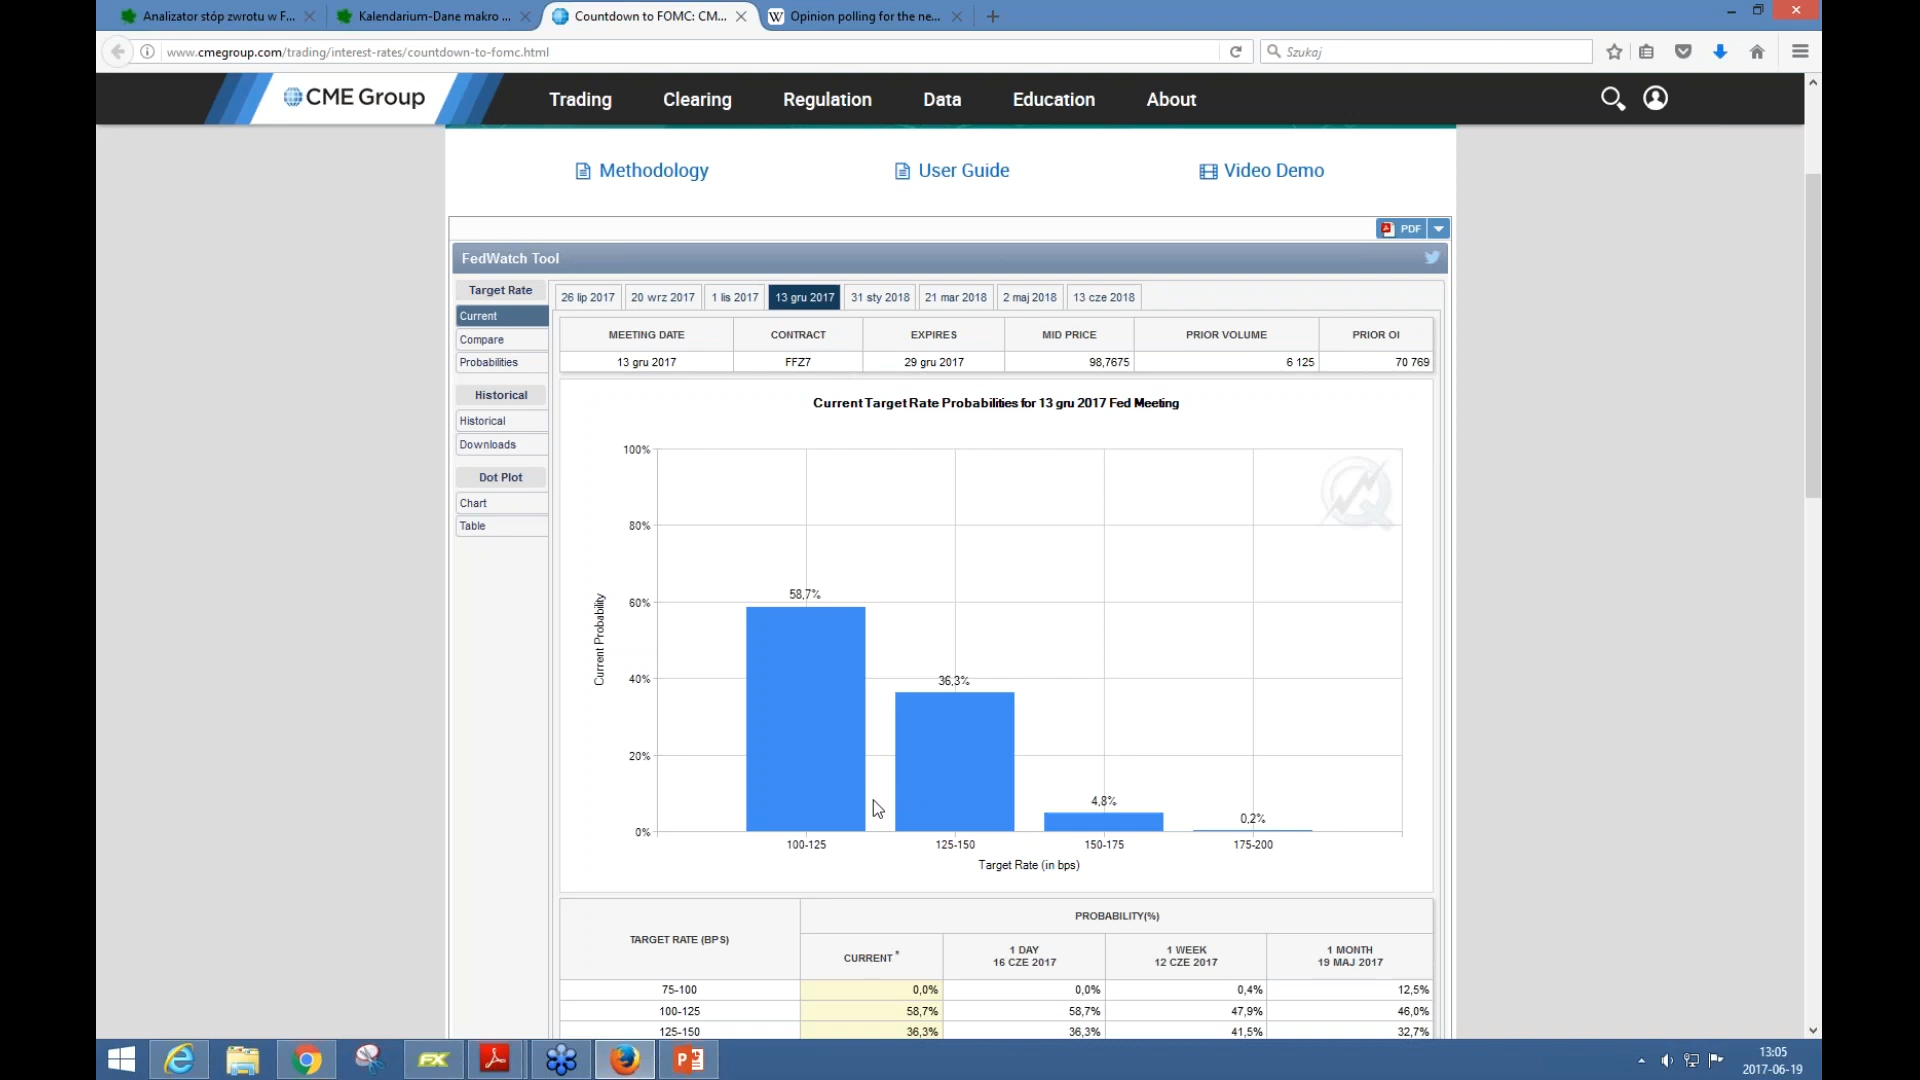 Analizator stóp zwrotu w F... Kalendarium-Dane makro ... Countdown to FOMC: CM... Opinion polling for the ne...
www.cmegroup.com/trading/interest-rates/countdown-to-fomc.html Szukaj
CME Group Trading Clearing Regulation Data Education About
Methodology User Guide Video Demo
PDF
FedWatch Tool
Target Rate 26 lip 2017 20 wrz 2017 1 lis 2017 13 gru 2017 31 sty 2018 21 mar 2018 2 maj 2018 13 cze 2018
Current
Compare
Probabilities
Historical
Historical
Downloads
Dot Plot
Chart
Table
MEETING DATE CONTRACT EXPIRES MID PRICE PRIOR VOLUME PRIOR OI
13 gru 2017 FFZ7 29 gru 2017 98,7675 6 125 70 769
Current Target Rate Probabilities for 13 gru 2017 Fed Meeting
100%
80%
60%
40%
20%
0%
Current Probability
58,7%
36,3%
4,8%
0,2%
100-125 125-150 150-175 175-200
Target Rate (in bps)
TARGET RATE (BPS) PROBABILITY(%)
CURRENT * 1 DAY 1 WEEK 1 MONTH
16 CZE 2017 12 CZE 2017 19 MAJ 2017
75-100 0,0% 0,0% 0,4% 12,5%
100-125 58,7% 58,7% 47,9% 46,0%
125-150 36,3% 36,3% 41,5% 32,7%
FX
13:05
2017-06-19